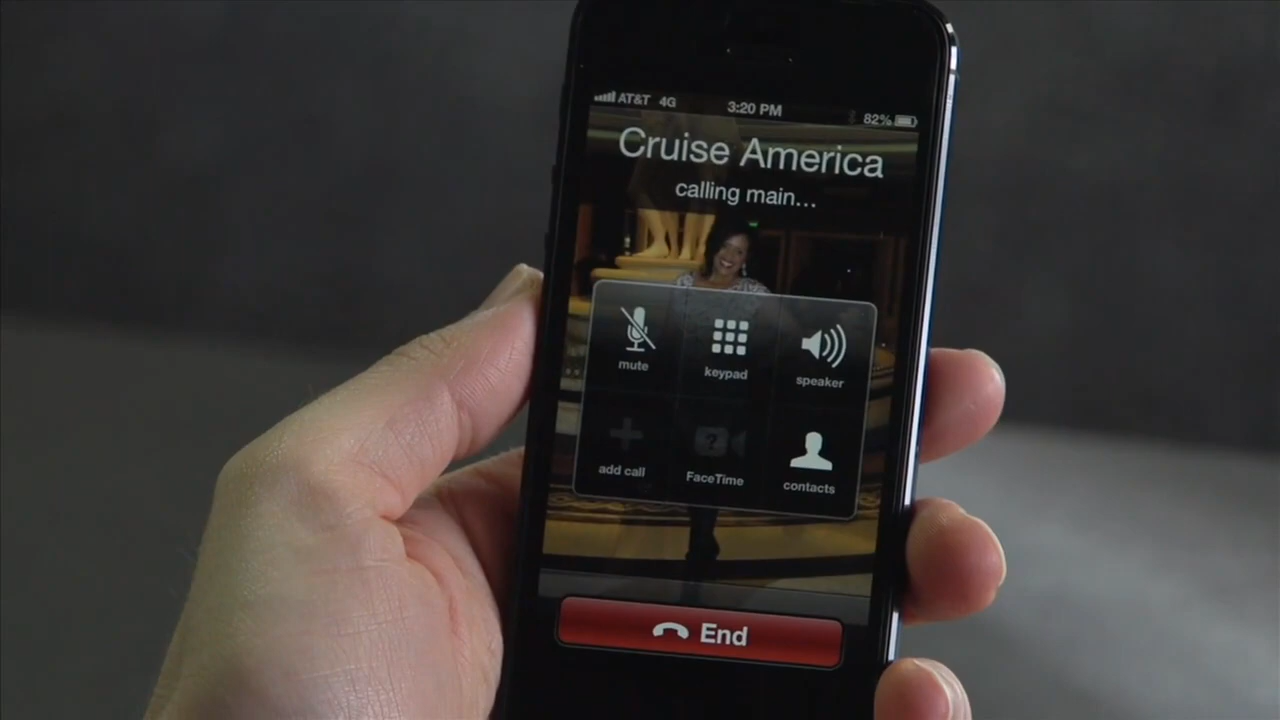 AT&T 4G 3:20 PM 82%
Cruise America
calling main...
mute keypad speaker
add call FaceTime contacts
End